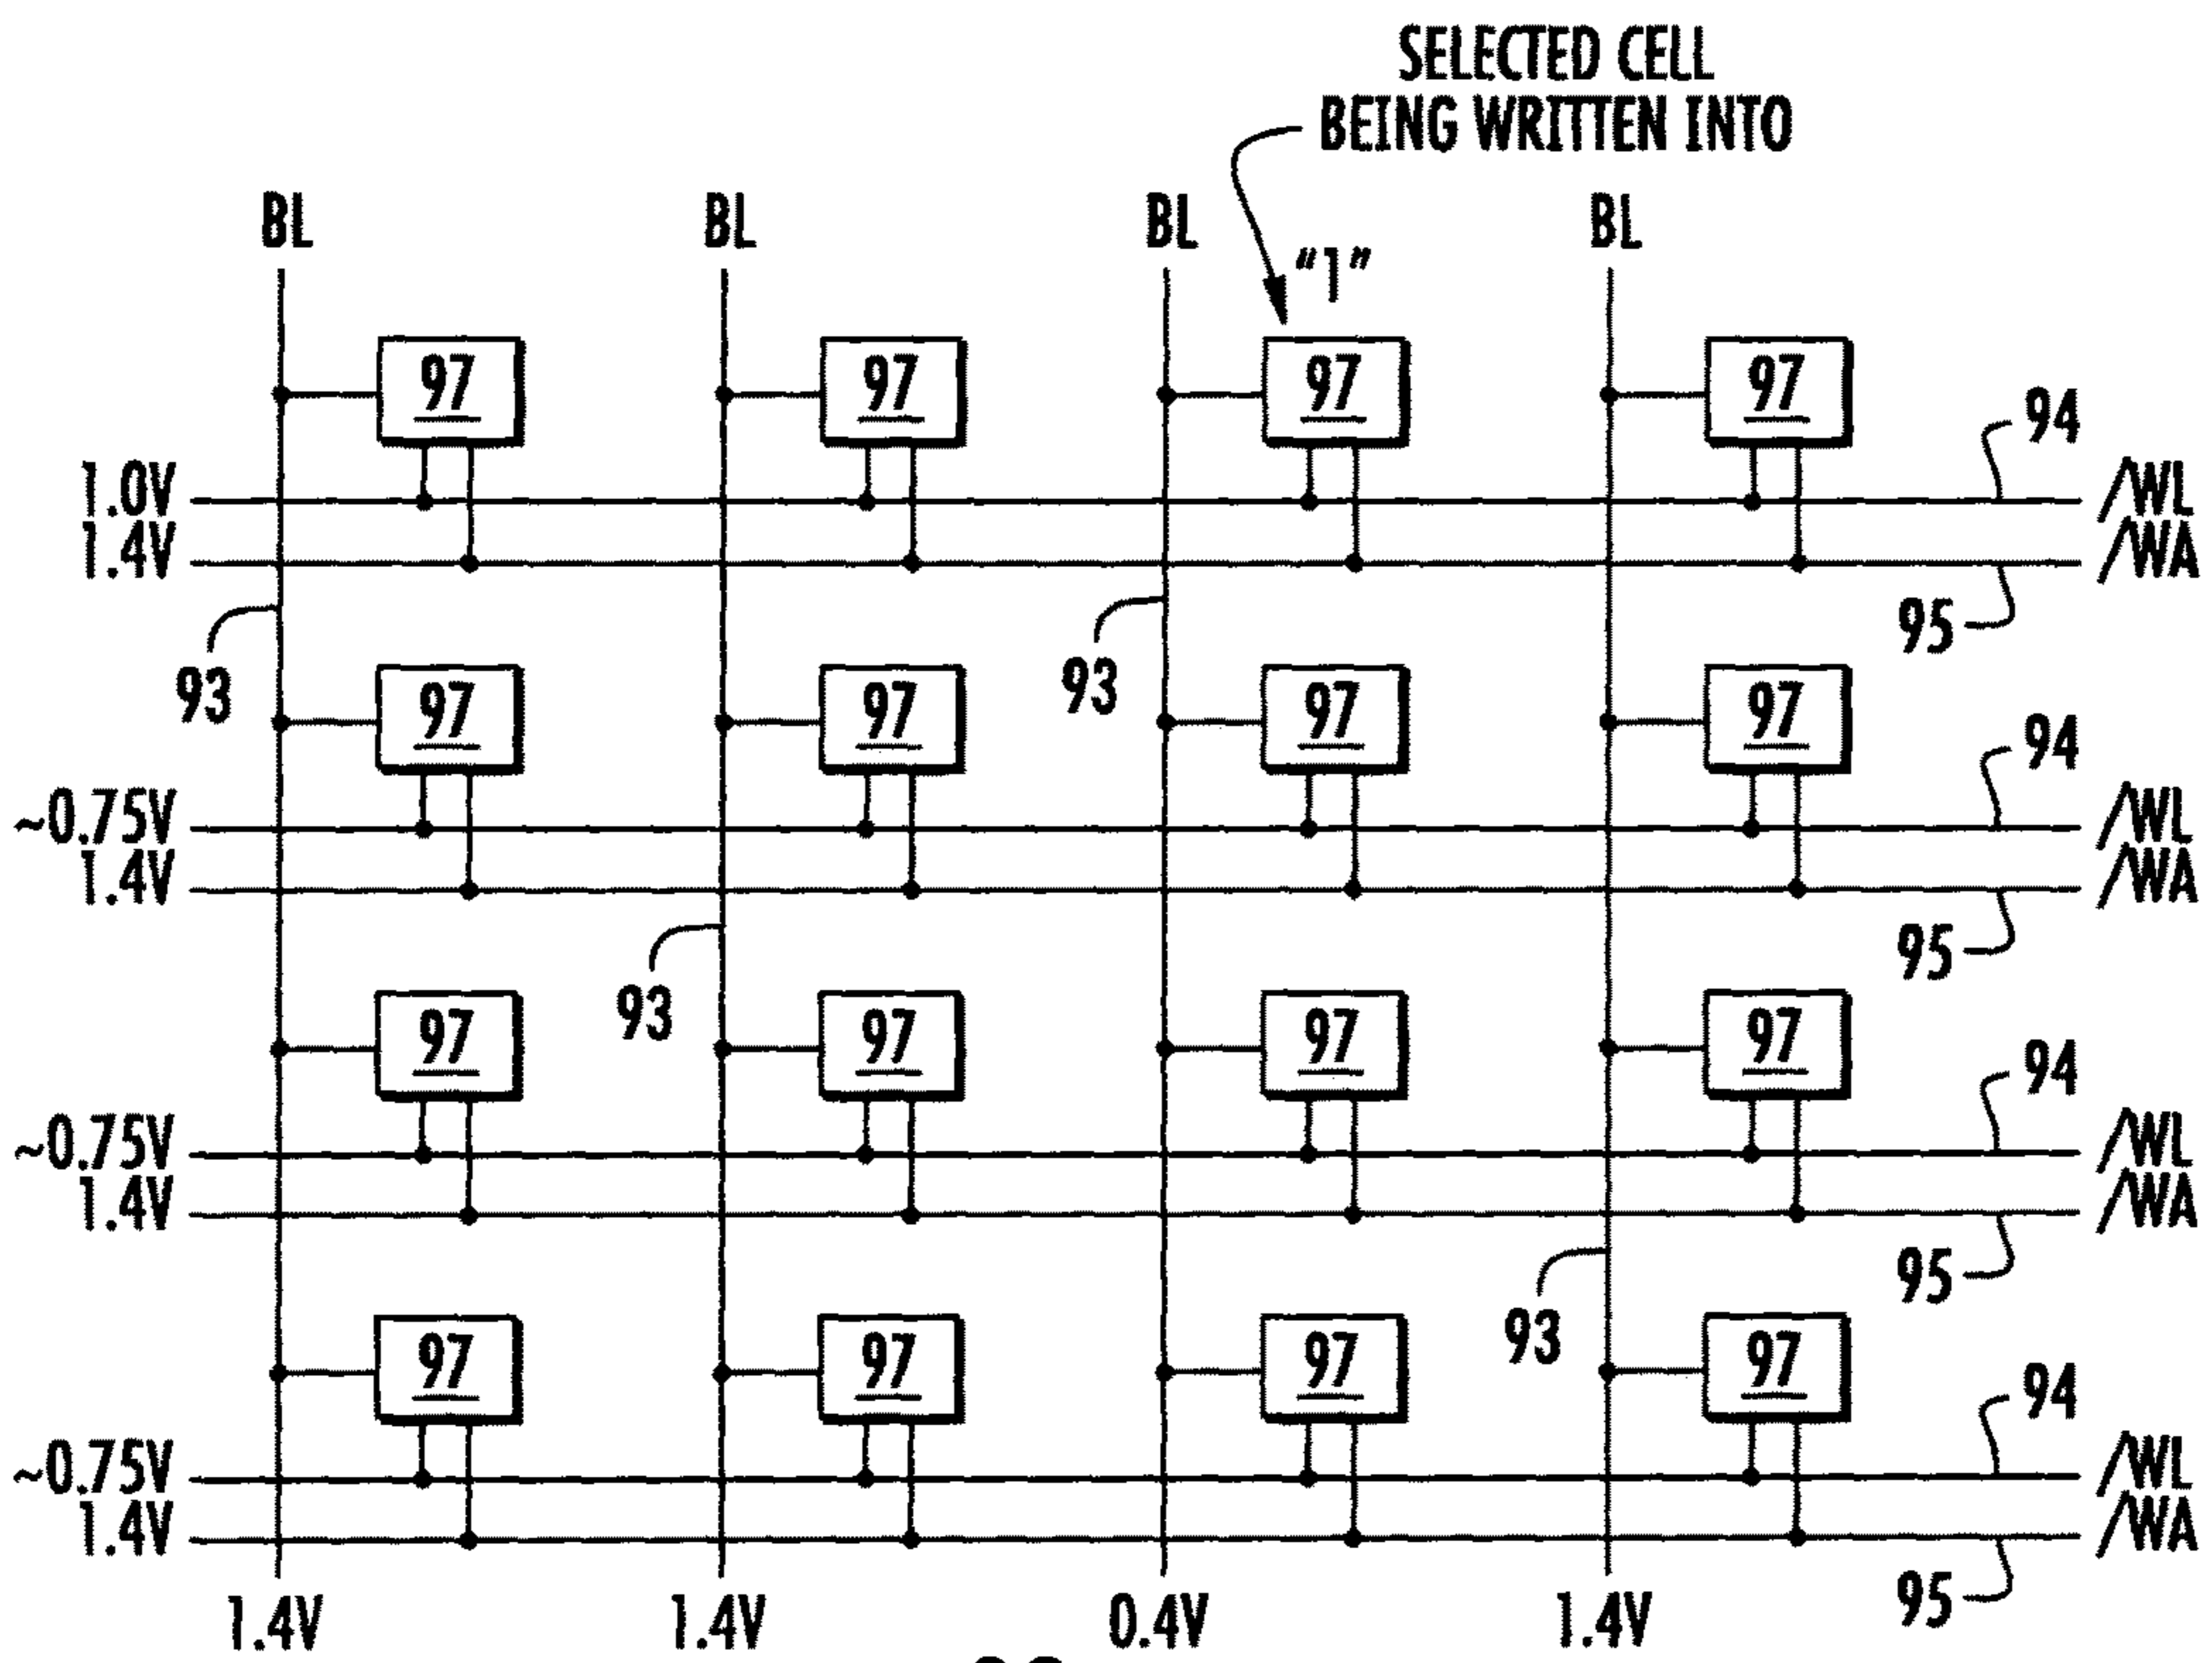 SELECTED CELL
BEING WRITTEN INTO
BL BL BL BL
"1"
97 97 97 97
94
1.0V /WL
1.4V /WA
95
93 93
97 97 97 97
94
~0.75V /WL
1.4V /WA
95
93
97 97 97 97
94
~0.75V /WL
1.4V /WA
95
93
97 97 97 97
94
~0.75V /WL
1.4V /WA
95
1.4V 1.4V 0.4V 1.4V